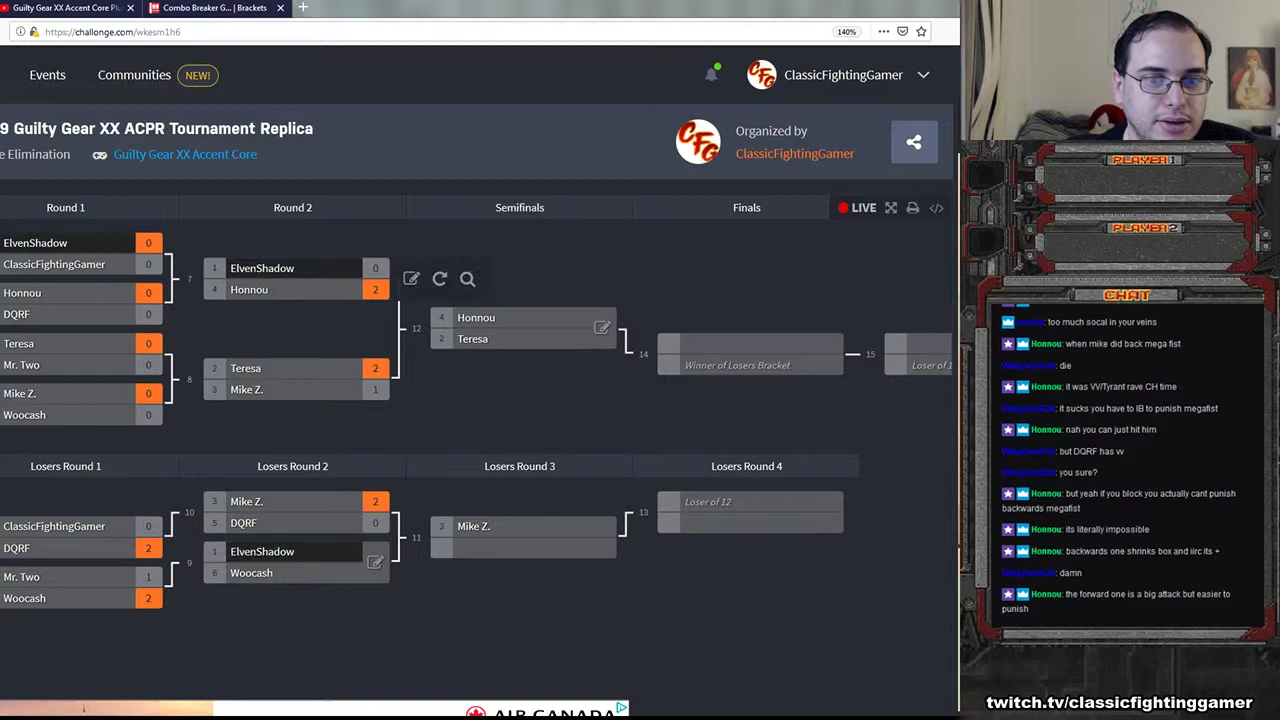 Guilty Gear XX Accent Core Plu
Combo Breaker G... | Brackets
https://challonge.com/wkesm1h6
140%
Events
Communities
NEW!
ClassicFightingGamer
9 Guilty Gear XX ACPR Tournament Replica
e Elimination
Guilty Gear XX Accent Core
Organized by
ClassicFightingGamer
Round 1
Round 2
Semifinals
Finals
LIVE
ElvenShadow 0
ClassicFightingGamer 0
7
Honnou 0
DQRF 0
Teresa 0
Mr. Two 0
8
Mike Z. 0
Woocash 0
1 ElvenShadow 0
4 Honnou 2
12
2 Teresa 2
3 Mike Z. 1
4 Honnou
2 Teresa
14
Winner of Losers Bracket
15
Loser of 1
Losers Round 1
Losers Round 2
Losers Round 3
Losers Round 4
ClassicFightingGamer 0
DQRF 2
10
Mr. Two 1
Woocash 2
9
3 Mike Z. 2
5 DQRF 0
11
1 ElvenShadow
6 Woocash
3 Mike Z.
13
Loser of 12
AIR CANADA
PLAYER 1
PLAYER 2
CHAT
too much socal in your veins
Honnou: when mike did back mega fist
die
Honnou: it was VV/Tyrant rave CH time
it sucks you have to IB to punish megafist
Honnou: nah you can just hit him
but DQRF has vv
you sure?
Honnou: but yeah if you block you actually cant punish
backwards megafist
Honnou: its literally impossible
Honnou: backwards one shrinks box and iirc its +
damn
Honnou: the forward one is a big attack but easier to
punish
twitch.tv/classicfightinggamer